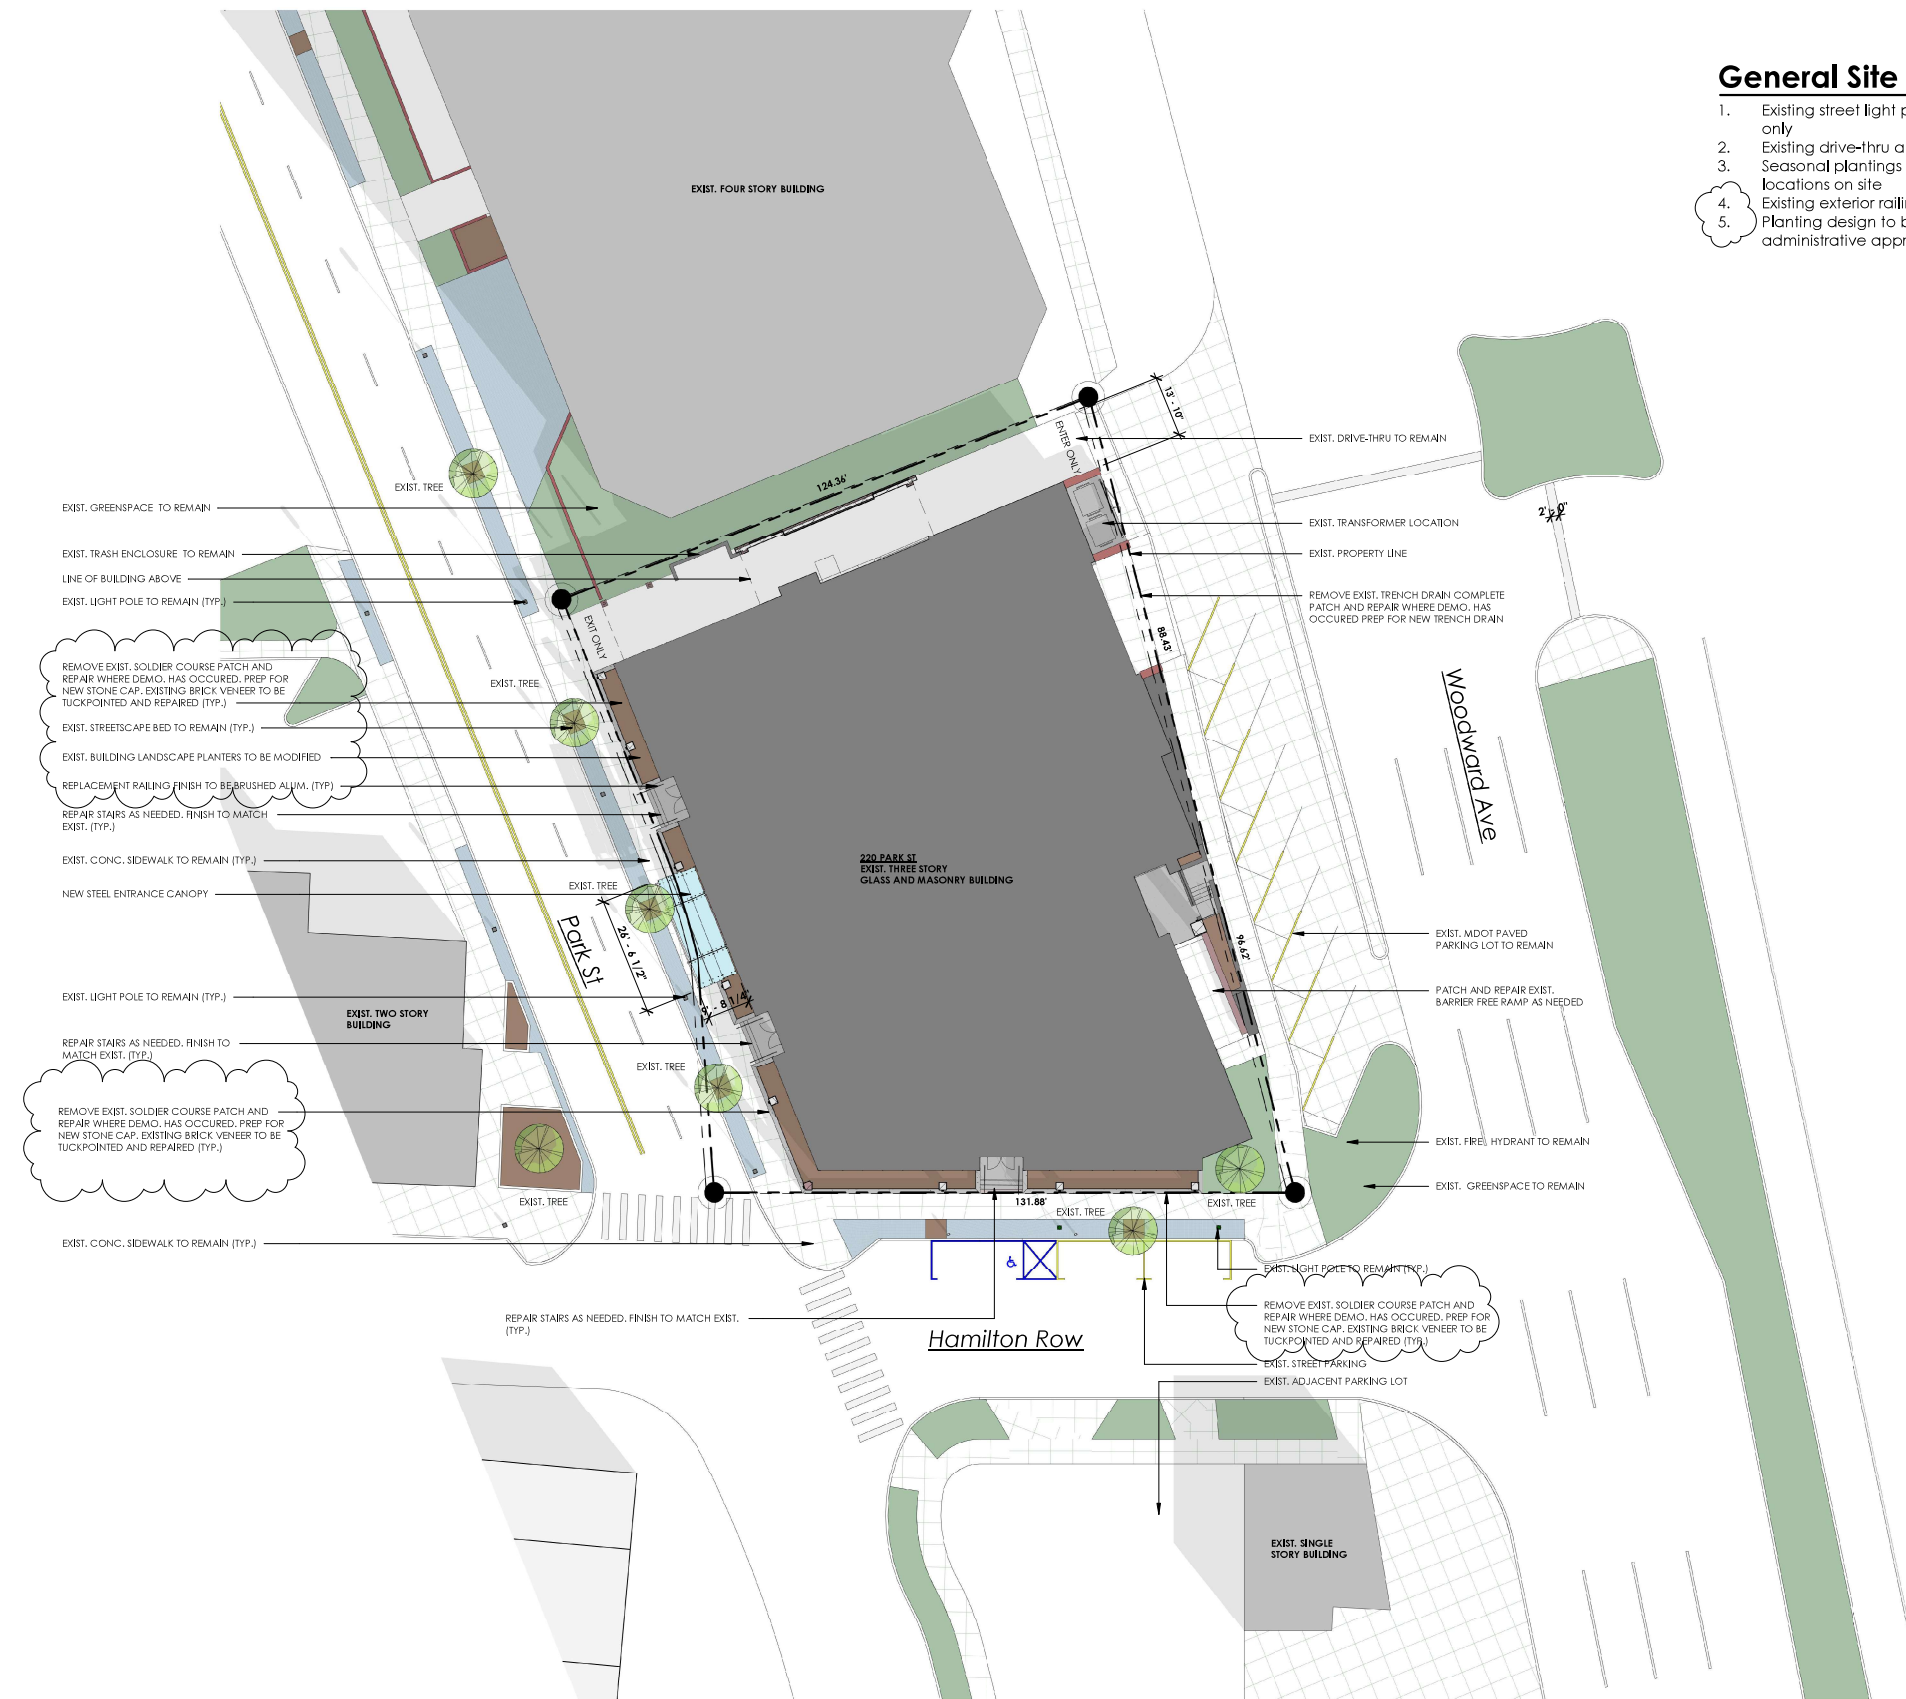 General Site
1. Existing street light p
only
2. Existing drive-thru a
3. Seasonal plantings
locations on site
4. Existing exterior railin
5. Planting design to b
administrative appr
EXIST. FOUR STORY BUILDING
13' - 10"
ENTER ONLY
EXIST. DRIVE-THRU TO REMAIN
124.36'
EXIST. TREE
EXIST. GREENSPACE TO REMAIN
EXIST. TRANSFORMER LOCATION
2' - 0"
EXIST. TRASH ENCLOSURE TO REMAIN
EXIST. PROPERTY LINE
LINE OF BUILDING ABOVE
EXIST. LIGHT POLE TO REMAIN (TYP.)
REMOVE EXIST. TRENCH DRAIN COMPLETE
PATCH AND REPAIR WHERE DEMO. HAS
OCCURED PREP FOR NEW TRENCH DRAIN
EXIT ONLY
88.43'
REMOVE EXIST. SOLDIER COURSE PATCH AND
REPAIR WHERE DEMO. HAS OCCURED. PREP FOR
NEW STONE CAP. EXISTING BRICK VENEER TO BE
TUCKPOINTED AND REPAIRED (TYP.)
EXIST. TREE
Woodward Ave
EXIST. STREETSCAPE BED TO REMAIN (TYP.)
EXIST. BUILDING LANDSCAPE PLANTERS TO BE MODIFIED
REPLACEMENT RAILING FINISH TO BE BRUSHED ALUM. (TYP)
REPAIR STAIRS AS NEEDED. FINISH TO MATCH
EXIST. (TYP.)
EXIST. CONC. SIDEWALK TO REMAIN (TYP.)
220 PARK ST
EXIST. THREE STORY
GLASS AND MASONRY BUILDING
NEW STEEL ENTRANCE CANOPY
EXIST. TREE
Park St
26' - 6 1/2"
96.62'
EXIST. MDOT PAVED
PARKING LOT TO REMAIN
EXIST. LIGHT POLE TO REMAIN (TYP.)
- 8 1/4"
PATCH AND REPAIR EXIST.
BARRIER FREE RAMP AS NEEDED
EXIST. TWO STORY
BUILDING
REPAIR STAIRS AS NEEDED. FINISH TO
MATCH EXIST. (TYP.)
EXIST. TREE
REMOVE EXIST. SOLDIER COURSE PATCH AND
REPAIR WHERE DEMO. HAS OCCURED. PREP FOR
NEW STONE CAP. EXISTING BRICK VENEER TO BE
TUCKPOINTED AND REPAIRED (TYP.)
EXIST. FIRE HYDRANT TO REMAIN
EXIST. GREENSPACE TO REMAIN
EXIST. TREE
131.88'
EXIST. TREE
EXIST. TREE
EXIST. CONC. SIDEWALK TO REMAIN (TYP.)
EXIST. LIGHT POLE TO REMAIN (TYP.)
REMOVE EXIST. SOLDIER COURSE PATCH AND
REPAIR WHERE DEMO. HAS OCCURED. PREP FOR
NEW STONE CAP. EXISTING BRICK VENEER TO BE
TUCKPOINTED AND REPAIRED (TYP.)
REPAIR STAIRS AS NEEDED. FINISH TO MATCH EXIST.
(TYP.)
Hamilton Row
EXIST. STREET PARKING
EXIST. ADJACENT PARKING LOT
EXIST. SINGLE
STORY BUILDING